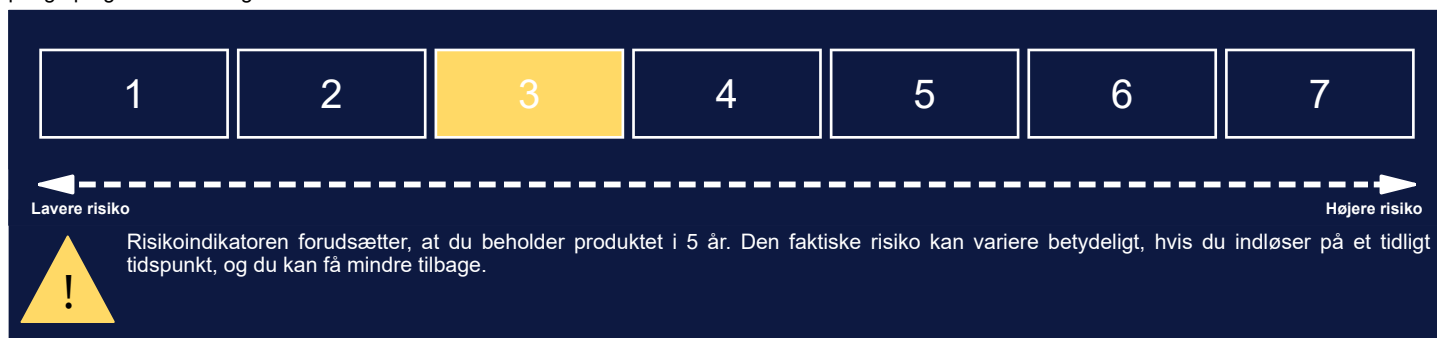 1 2 3 4 5 6 7
Lavere risiko Højere risiko
Risikoindikatoren forudsætter, at du beholder produktet i 5 år. Den faktiske risiko kan variere betydeligt, hvis du indløser på et tidligt
tidspunkt, og du kan få mindre tilbage.
!